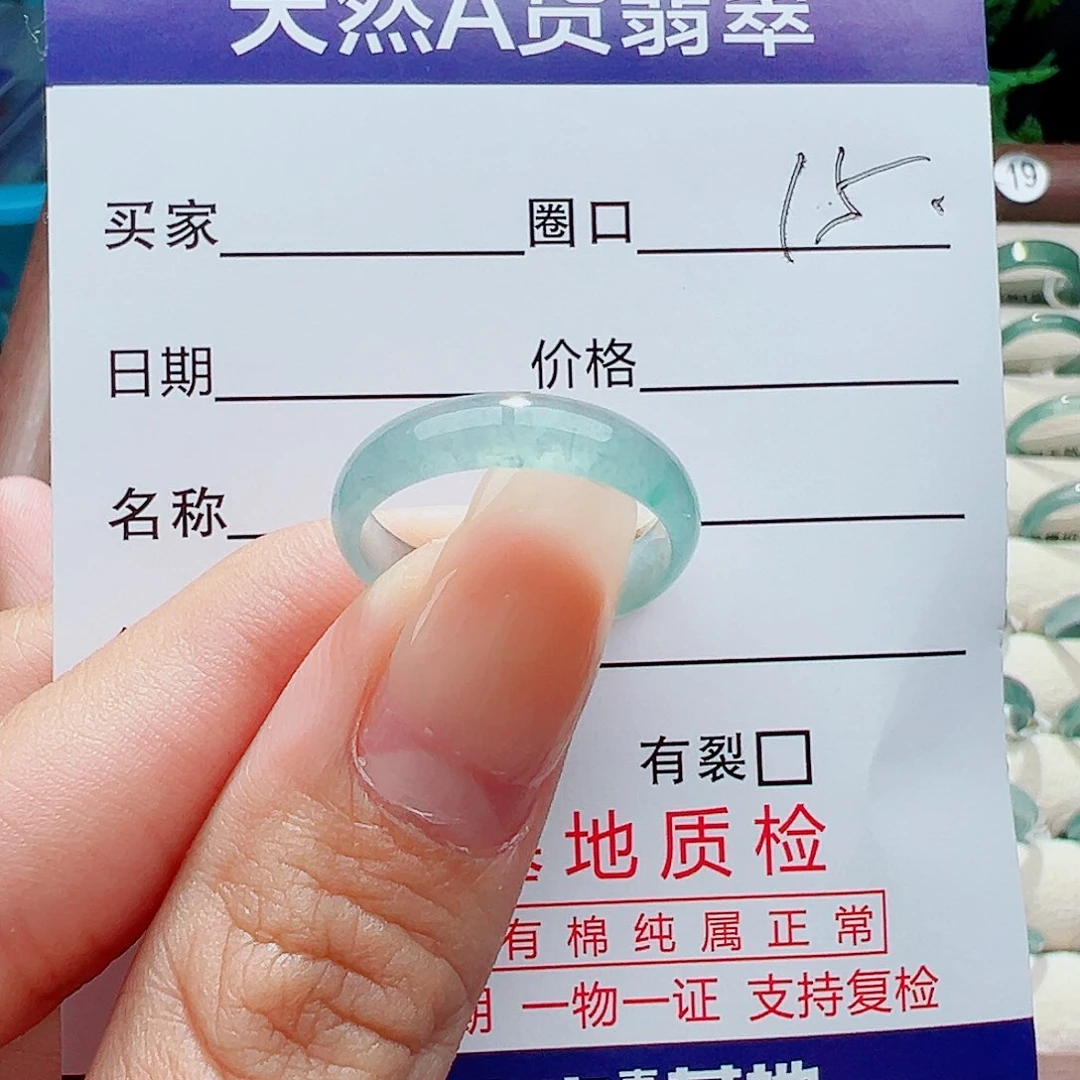 天然A货翡翠
买家 圈口 15.
日期 价格
名称
有裂
地质检
有棉纯属正常
期 一物一证 支持复检
19